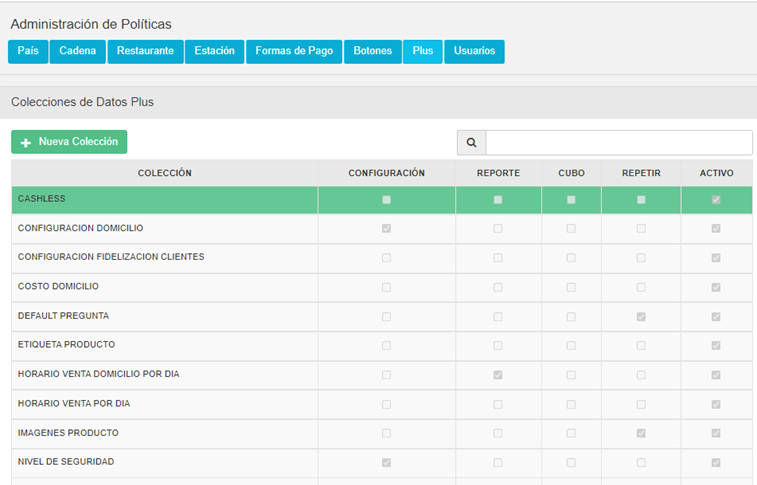 Administración de Políticas
País Cadena Restaurante Estación Formas de Pago Botones Plus Usuarios
Colecciones de Datos Plus
Nueva Colección
COLECCIÓN CONFIGURACIÓN REPORTE CUBO REPETIR ACTIVO
CASHLESS
CONFIGURACION DOMICILIO
CONFIGURACION FIDELIZACION CLIENTES
COSTO DOMICILIO
DEFAULT PREGUNTA
ETIQUETA PRODUCTO
HORARIO VENTA DOMICILIO POR DIA
HORARIO VENTA POR DIA
IMAGENES PRODUCTO
NIVEL DE SEGURIDAD